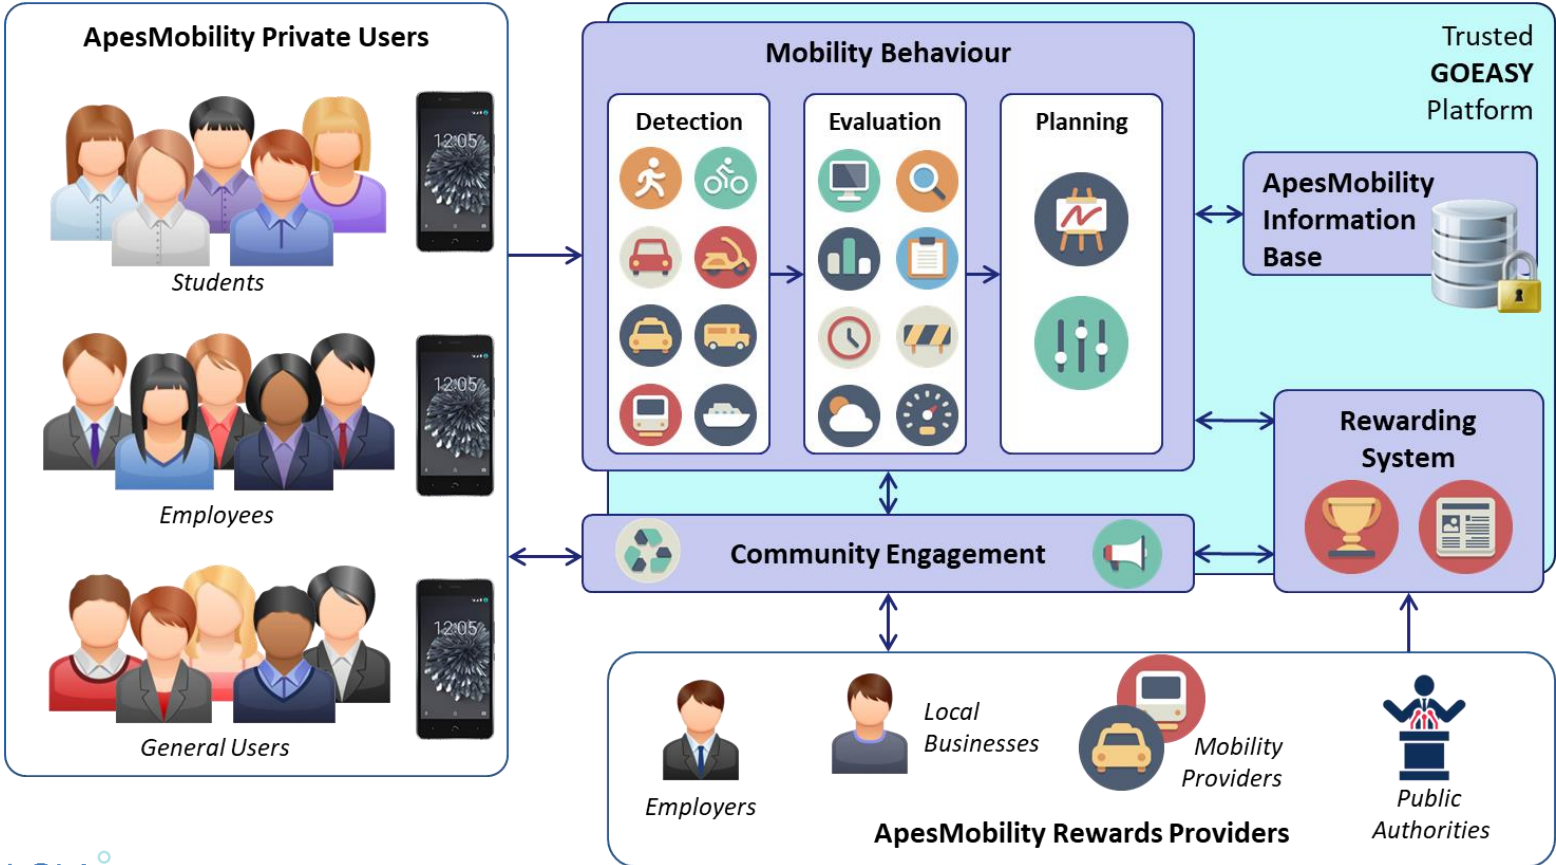 ApesMobility Private Users
12:05
Students
12:05
Employees
12:05
General Users
Mobility Behaviour
Detection
Evaluation
Planning
Trusted
GOEASY
Platform
ApesMobility
Information
Base
Rewarding
System
Community Engagement
Employers
Local
Businesses
Mobility
Providers
Public
Authorities
ApesMobility Rewards Providers